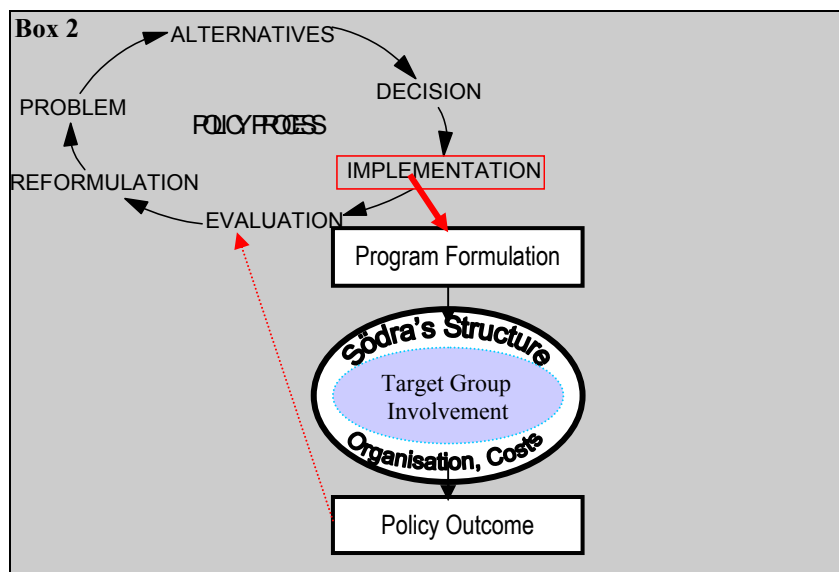 Box 2
ALTERNATIVES
DECISION
PROBLEM
POLICY PROCESS
IMPLEMENTATION
REFORMULATION
EVALUATION
Program Formulation
Södra's Structure
Target Group
Involvement
Organisation, Costs
Policy Outcome